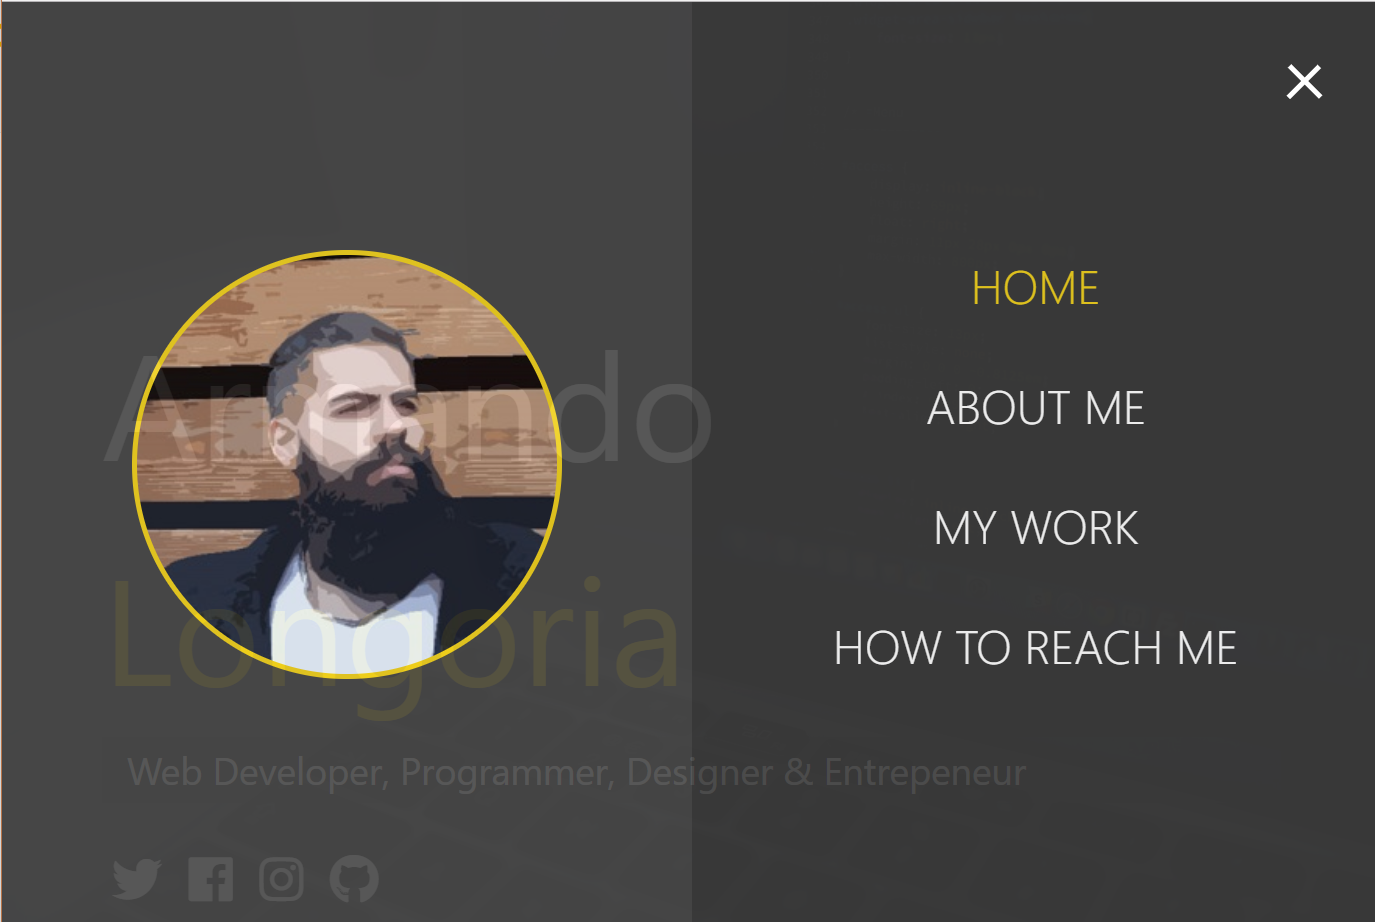 HOME
Armando
ABOUT ME
MY WORK
Longoria
HOW TO REACH ME
Web Developer, Programmer, Designer & Entrepeneur